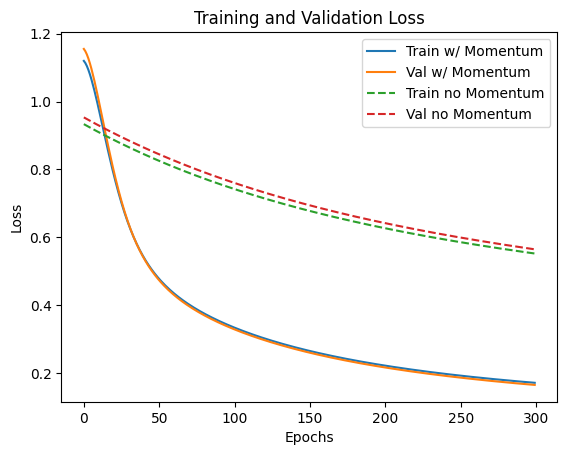 Training and Validation Loss
Train w/ Momentum
Val w/ Momentum
Train no Momentum
Val no Momentum
Loss
1.2
1.0
0.8
0.6
0.4
0.2
0 50 100 150 200 250 300
Epochs